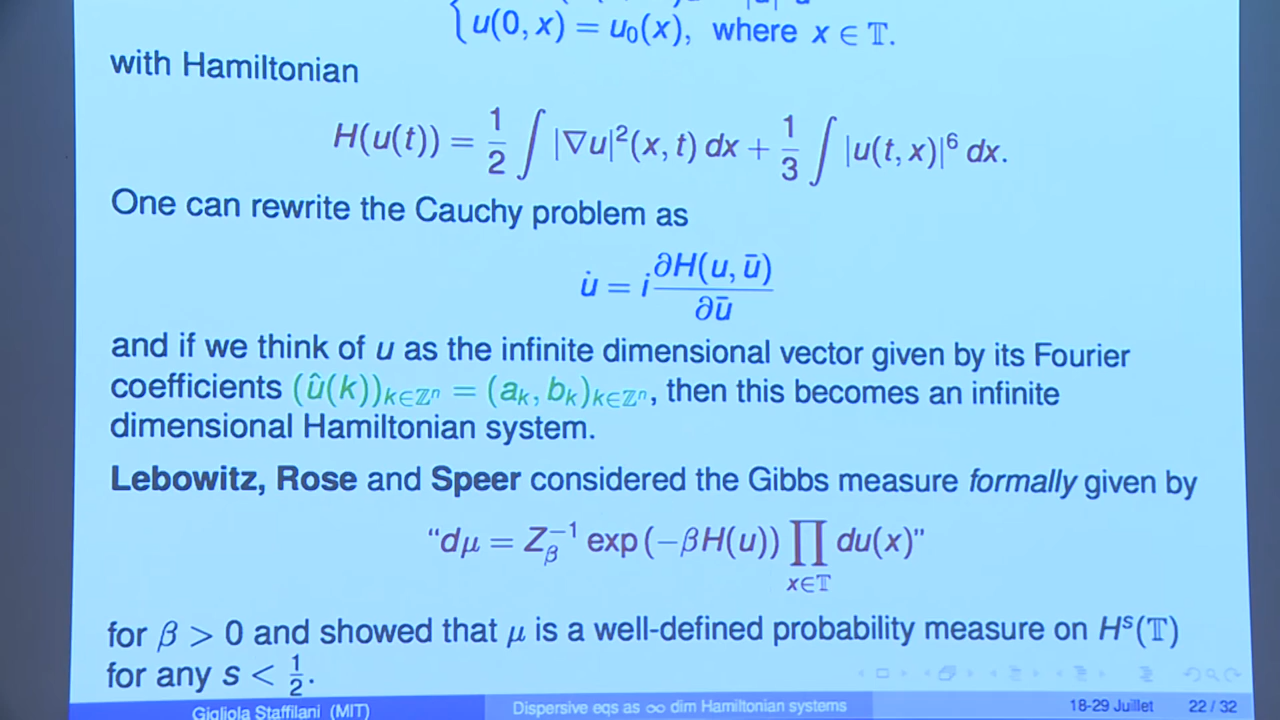 u(0, x) = u₀(x), where x ∈ 𝕋.
with Hamiltonian
H(u(t)) = 1/2 ∫ |∇u|²(x, t) dx + 1/3 ∫ |u(t, x)|⁶ dx.
One can rewrite the Cauchy problem as
u̇ = i ∂H(u, ū)/∂ū
and if we think of u as the infinite dimensional vector given by its Fourier
coefficients (û(k))ₖ∈ℤⁿ = (aₖ, bₖ)ₖ∈ℤⁿ, then this becomes an infinite
dimensional Hamiltonian system.
Lebowitz, Rose and Speer considered the Gibbs measure formally given by
“dμ = Z_β^{-1} exp (−βH(u)) ∏_{x∈𝕋} du(x)”
for β > 0 and showed that μ is a well-defined probability measure on Hˢ(𝕋)
for any s < 1/2.
Gigliola Staffilani (MIT) Dispersive eqs as ∞ dim Hamiltonian systems 18-29 Juillet 22 / 32